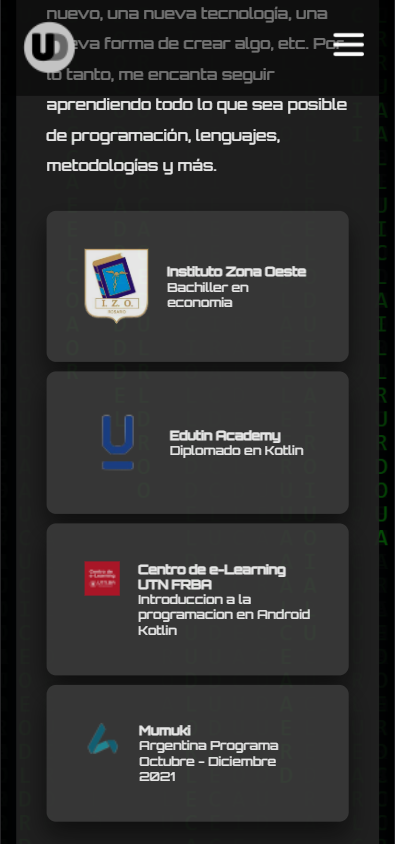 nuevo, una nueva tecnología, una
nueva forma de crear algo, etc. Por
lo tanto, me encanta seguir
aprendiendo todo lo que sea posible
de programación, lenguajes,
metodologías y más.
I. Z. O.
ROSARIO
Instituto Zona Oeste
Bachiller en
economia
Edutin Academy
Diplomado en Kotlin
Centro de
e-Learning
UTN FRBA
Centro de e-Learning
UTN FRBA
Introduccion a la
programacion en Android
Kotlin
Mumuki
Argentina Programa
Octubre - Diciembre
2021